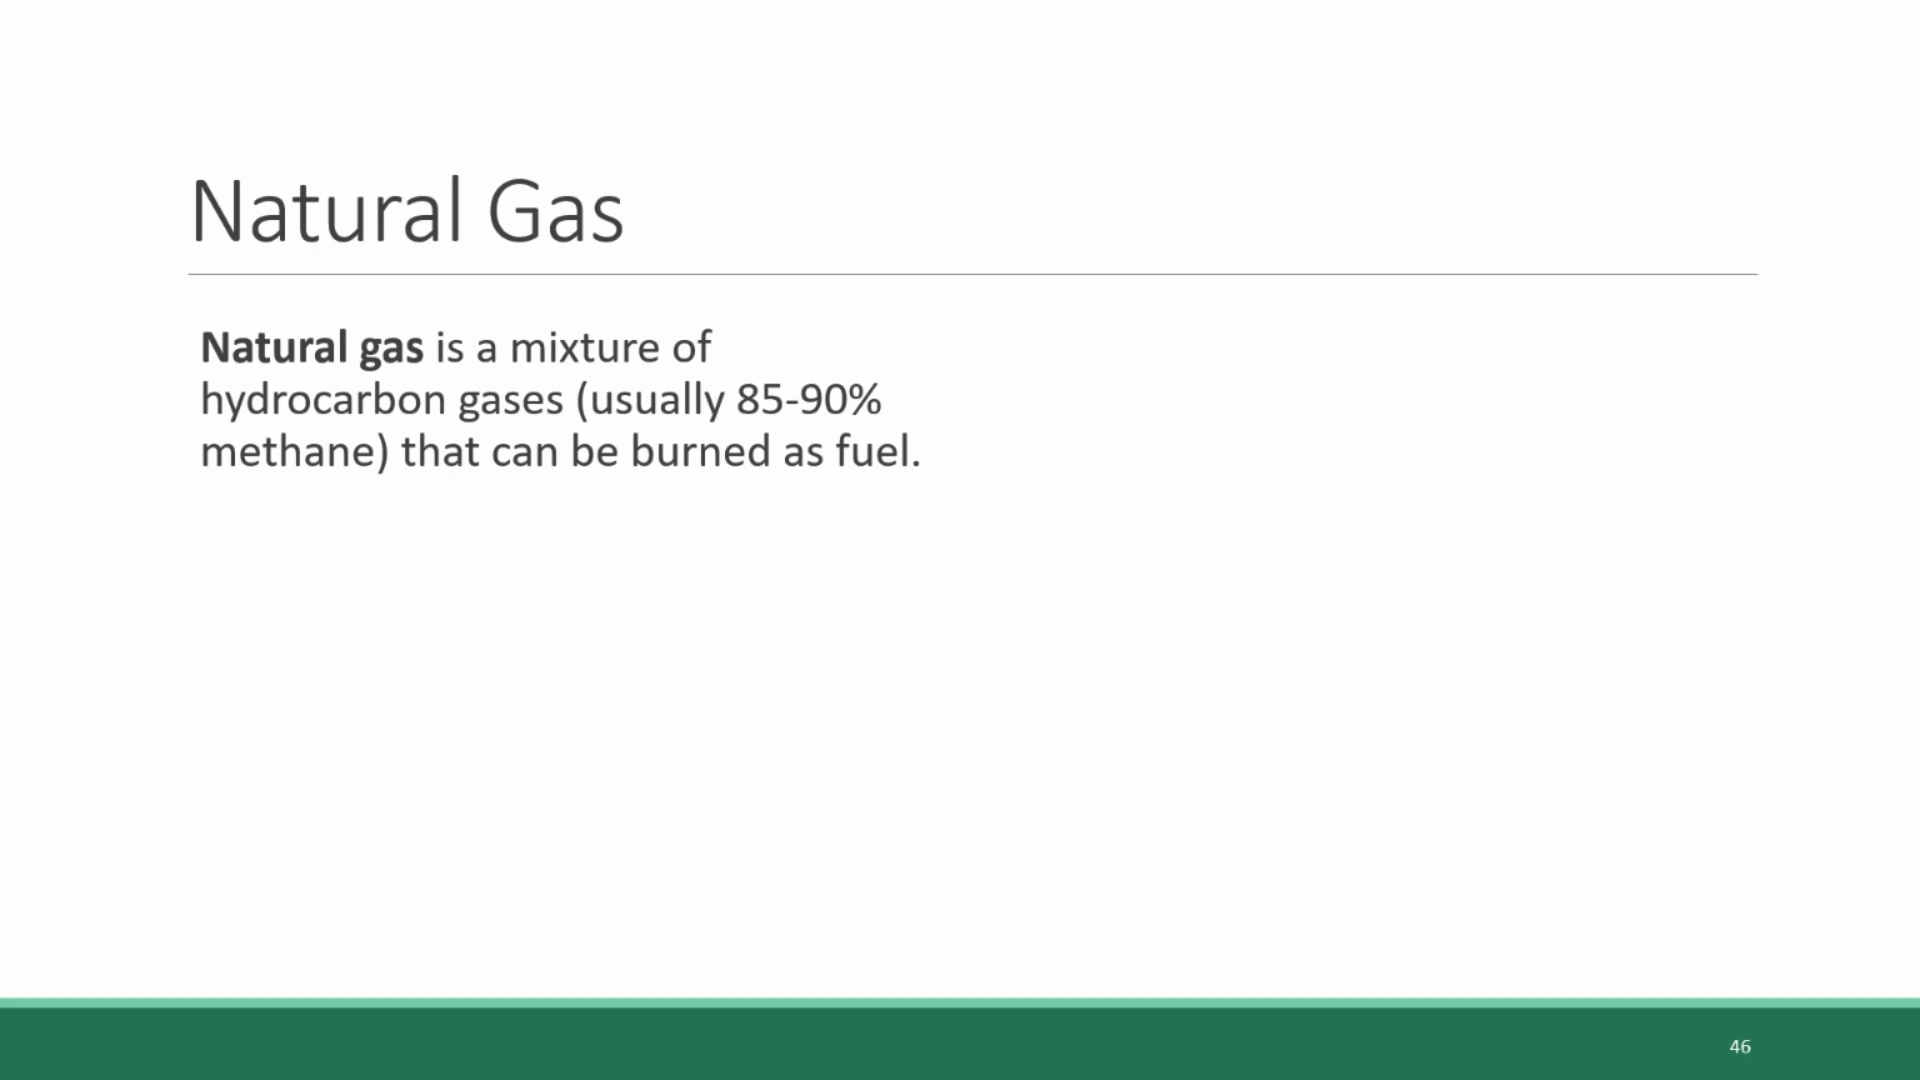 Natural Gas
Natural gas is a mixture of
hydrocarbon gases (usually 85-90%
methane) that can be burned as fuel.
46